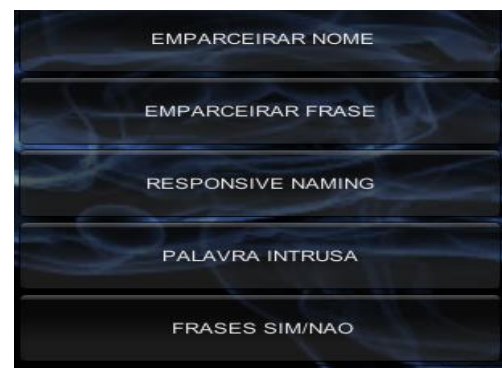 EMPARCEIRAR NOME
EMPARCEIRAR FRASE
RESPONSIVE NAMING
PALAVRA INTRUSA
FRASES SIM/NAO